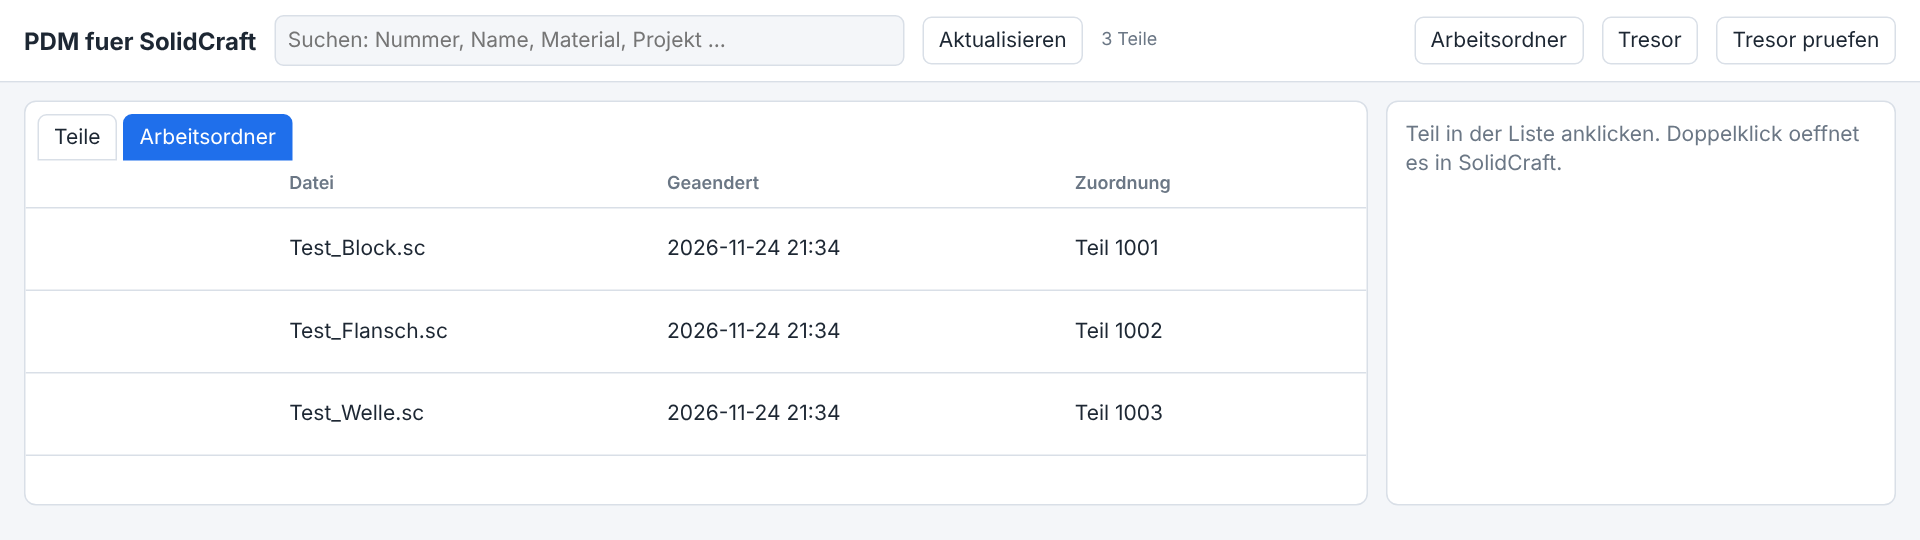 PDM fuer SolidCraft Suchen: Nummer, Name, Material, Projekt ... Aktualisieren 3 Teile Arbeitsordner Tresor Tresor pruefen
Teile Arbeitsordner
Datei Geaendert Zuordnung
Test_Block.sc 2026-11-24 21:34 Teil 1001
Test_Flansch.sc 2026-11-24 21:34 Teil 1002
Test_Welle.sc 2026-11-24 21:34 Teil 1003
Teil in der Liste anklicken. Doppelklick oeffnet
es in SolidCraft.